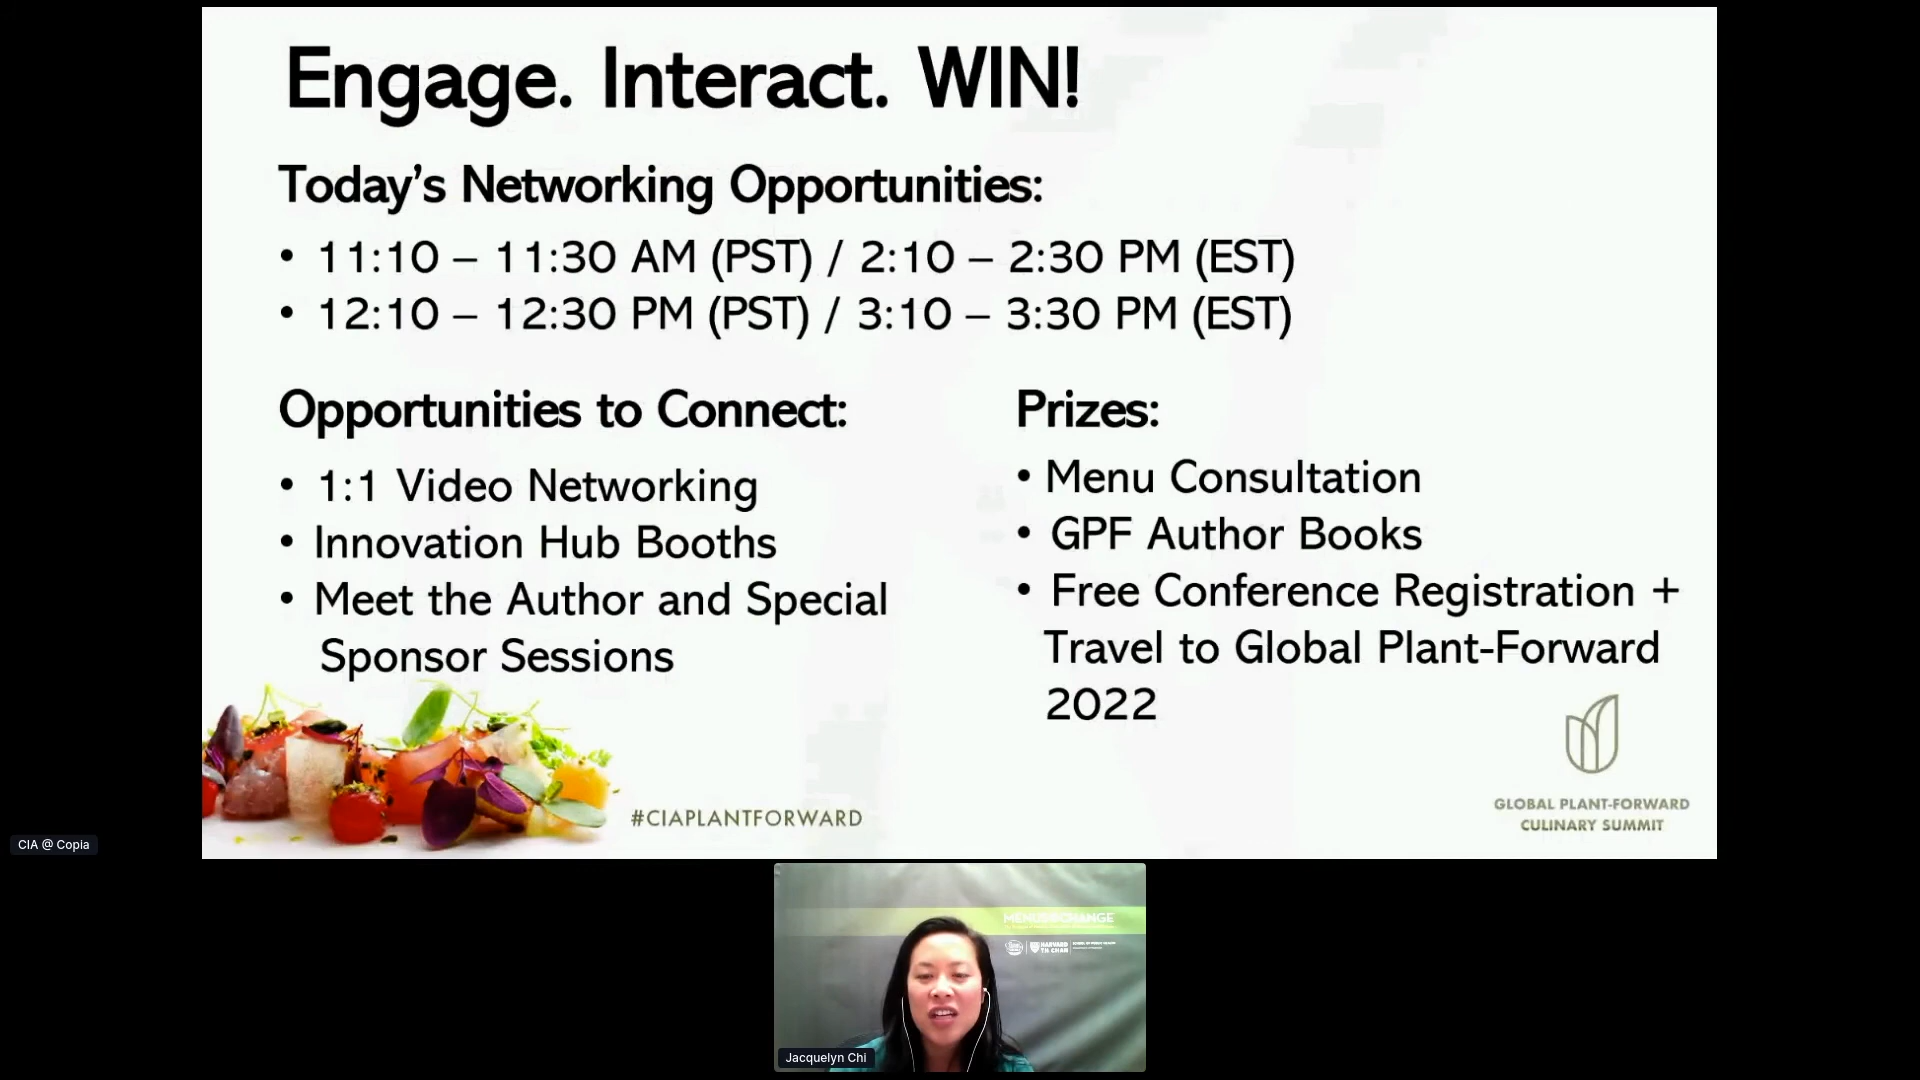 Engage. Interact. WIN!
Today’s Networking Opportunities:
• 11:10 – 11:30 AM (PST) / 2:10 – 2:30 PM (EST)
• 12:10 – 12:30 PM (PST) / 3:10 – 3:30 PM (EST)
Opportunities to Connect:
• 1:1 Video Networking
• Innovation Hub Booths
• Meet the Author and Special
Sponsor Sessions
Prizes:
• Menu Consultation
• GPF Author Books
• Free Conference Registration +
Travel to Global Plant-Forward
2022
#CIAPLANTFORWARD
GLOBAL PLANT-FORWARD
CULINARY SUMMIT
CIA @ Copia
CHANGE
HARVARD
T.H. CHAN
Jacquelyn Chi